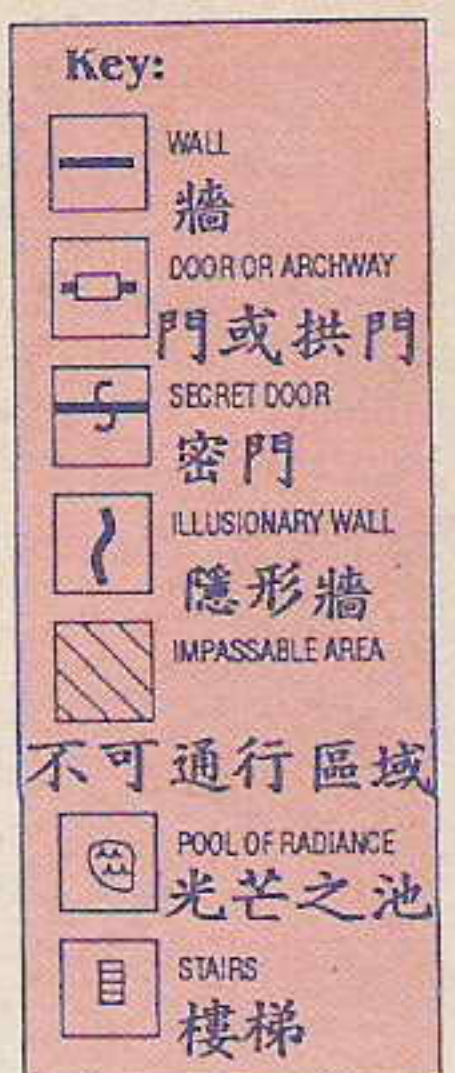 Key:
WALL
牆
DOOR OR ARCHWAY
門或拱門
SECRET DOOR
密門
ILLUSIONARY WALL
隱形牆
IMPASSABLE AREA
不可通行區域
POOL OF RADIANCE
光芒之池
STAIRS
樓梯